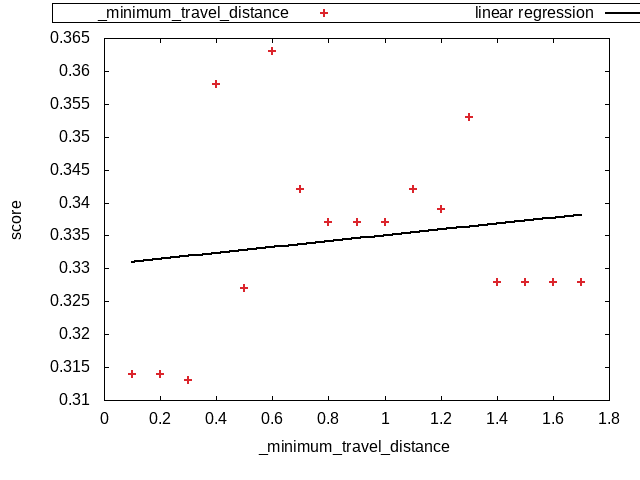 _minimum_travel_distance
linear regression
0.365
0.36
0.355
0.35
0.345
0.34
0.335
0.33
0.325
0.32
0.315
0.31
score
0 0.2 0.4 0.6 0.8 1 1.2 1.4 1.6 1.8
_minimum_travel_distance